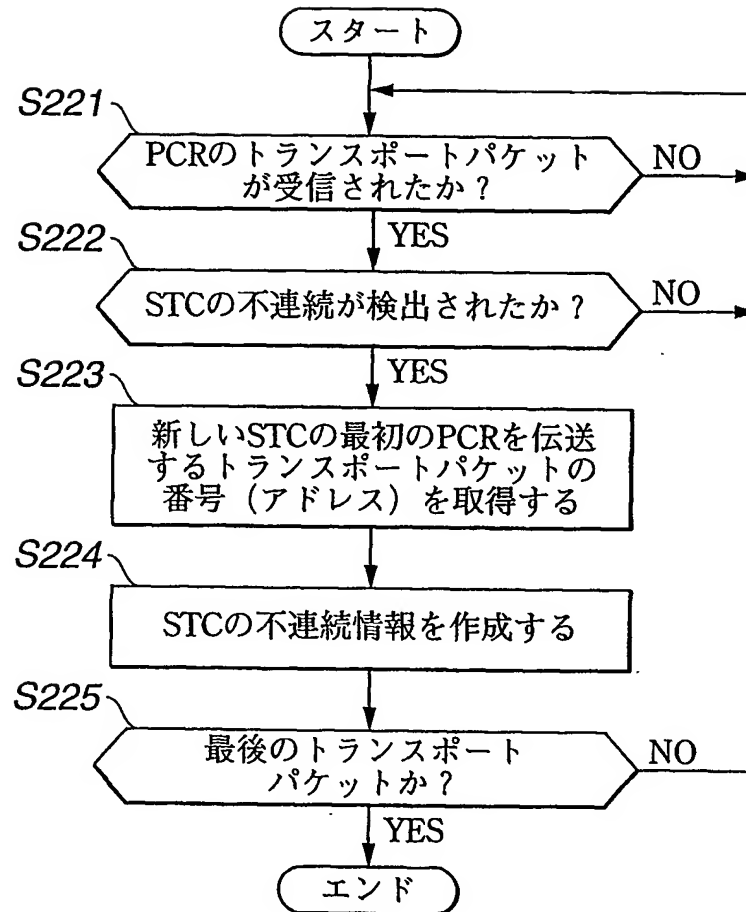 スタート
S221
PCRのトランスポートパケット
が受信されたか？
NO
YES
S222
STCの不連続が検出されたか？
NO
YES
S223
新しいSTCの最初のPCRを伝送
するトランスポートパケットの
番号（アドレス）を取得する
S224
STCの不連続情報を作成する
S225
最後のトランスポート
パケットか？
NO
YES
エンド